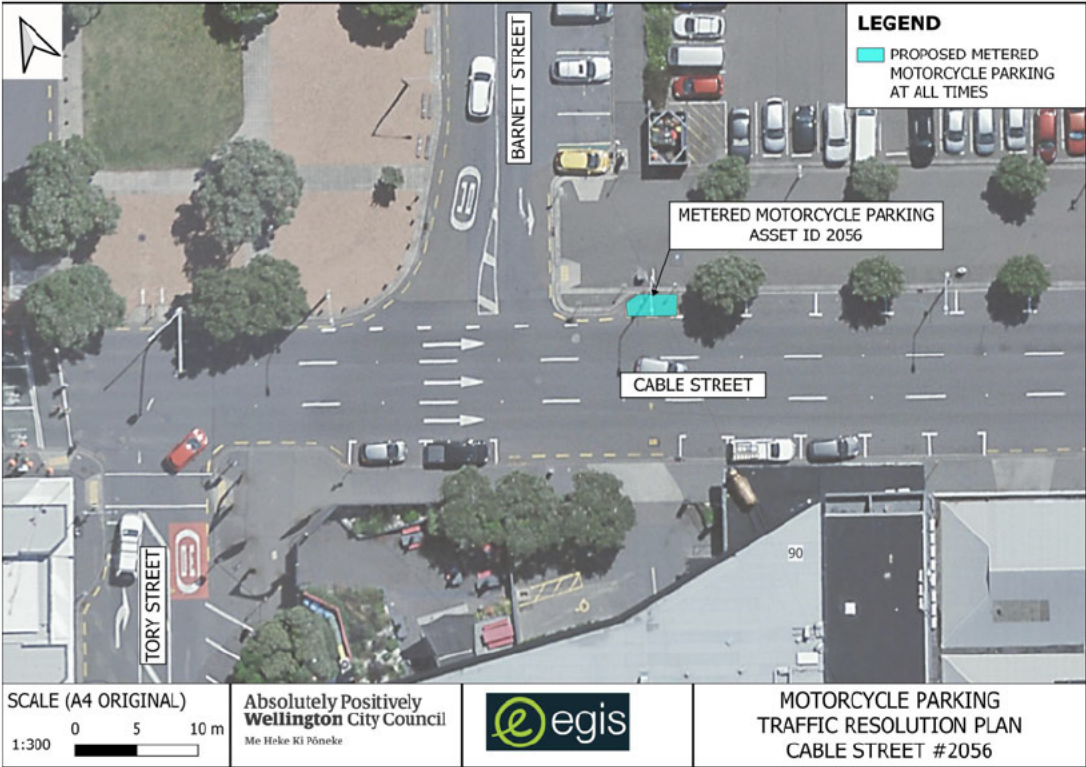 LEGEND
PROPOSED METERED
MOTORCYCLE PARKING
AT ALL TIMES
BARNETT STREET
METERED MOTORCYCLE PARKING
ASSET ID 2056
CABLE STREET
TORY STREET
90
SCALE (A4 ORIGINAL)
0 5 10 m
1:300
Absolutely Positively
Wellington City Council
Me Heke Ki Pōneke
egis
MOTORCYCLE PARKING
TRAFFIC RESOLUTION PLAN
CABLE STREET #2056